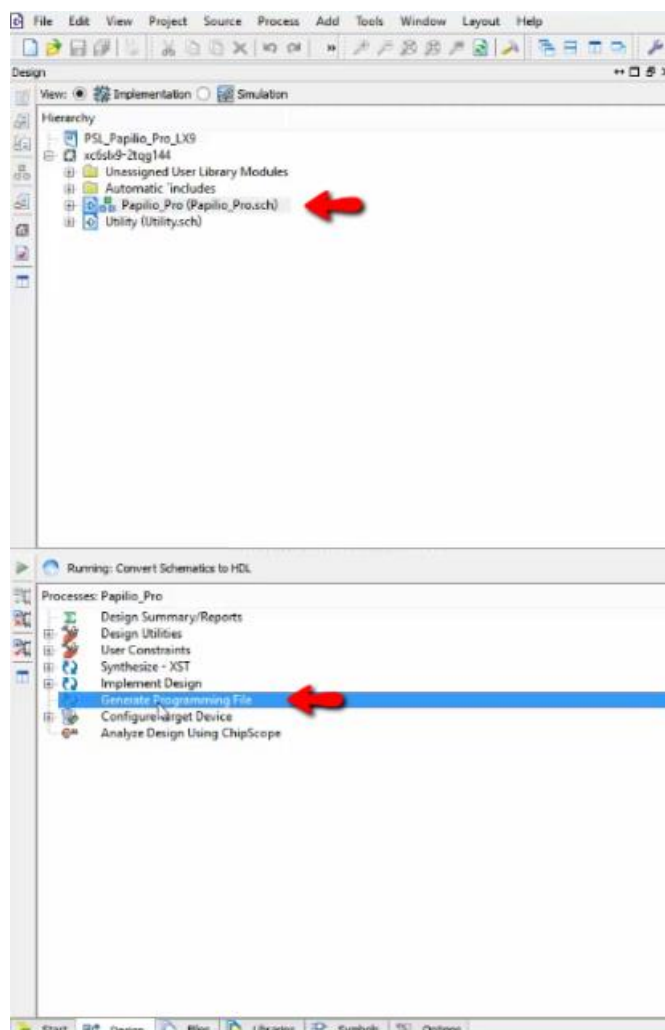 File Edit View Project Source Process Add Tools Window Layout Help
Design
View: Implementation Simulation
Hierarchy
PSL_Papilio_Pro_LX9
xc6slx9-2tqg144
Unassigned User Library Modules
Automatic `includes
Papilio_Pro (Papilio_Pro.sch)
Utility (Utility.sch)
Running: Convert Schematics to HDL
Processes: Papilio_Pro
Design Summary/Reports
Design Utilities
User Constraints
Synthesize - XST
Implement Design
Generate Programming File
Configure Target Device
Analyze Design Using ChipScope
Start Design Files Libraries Symbols Options